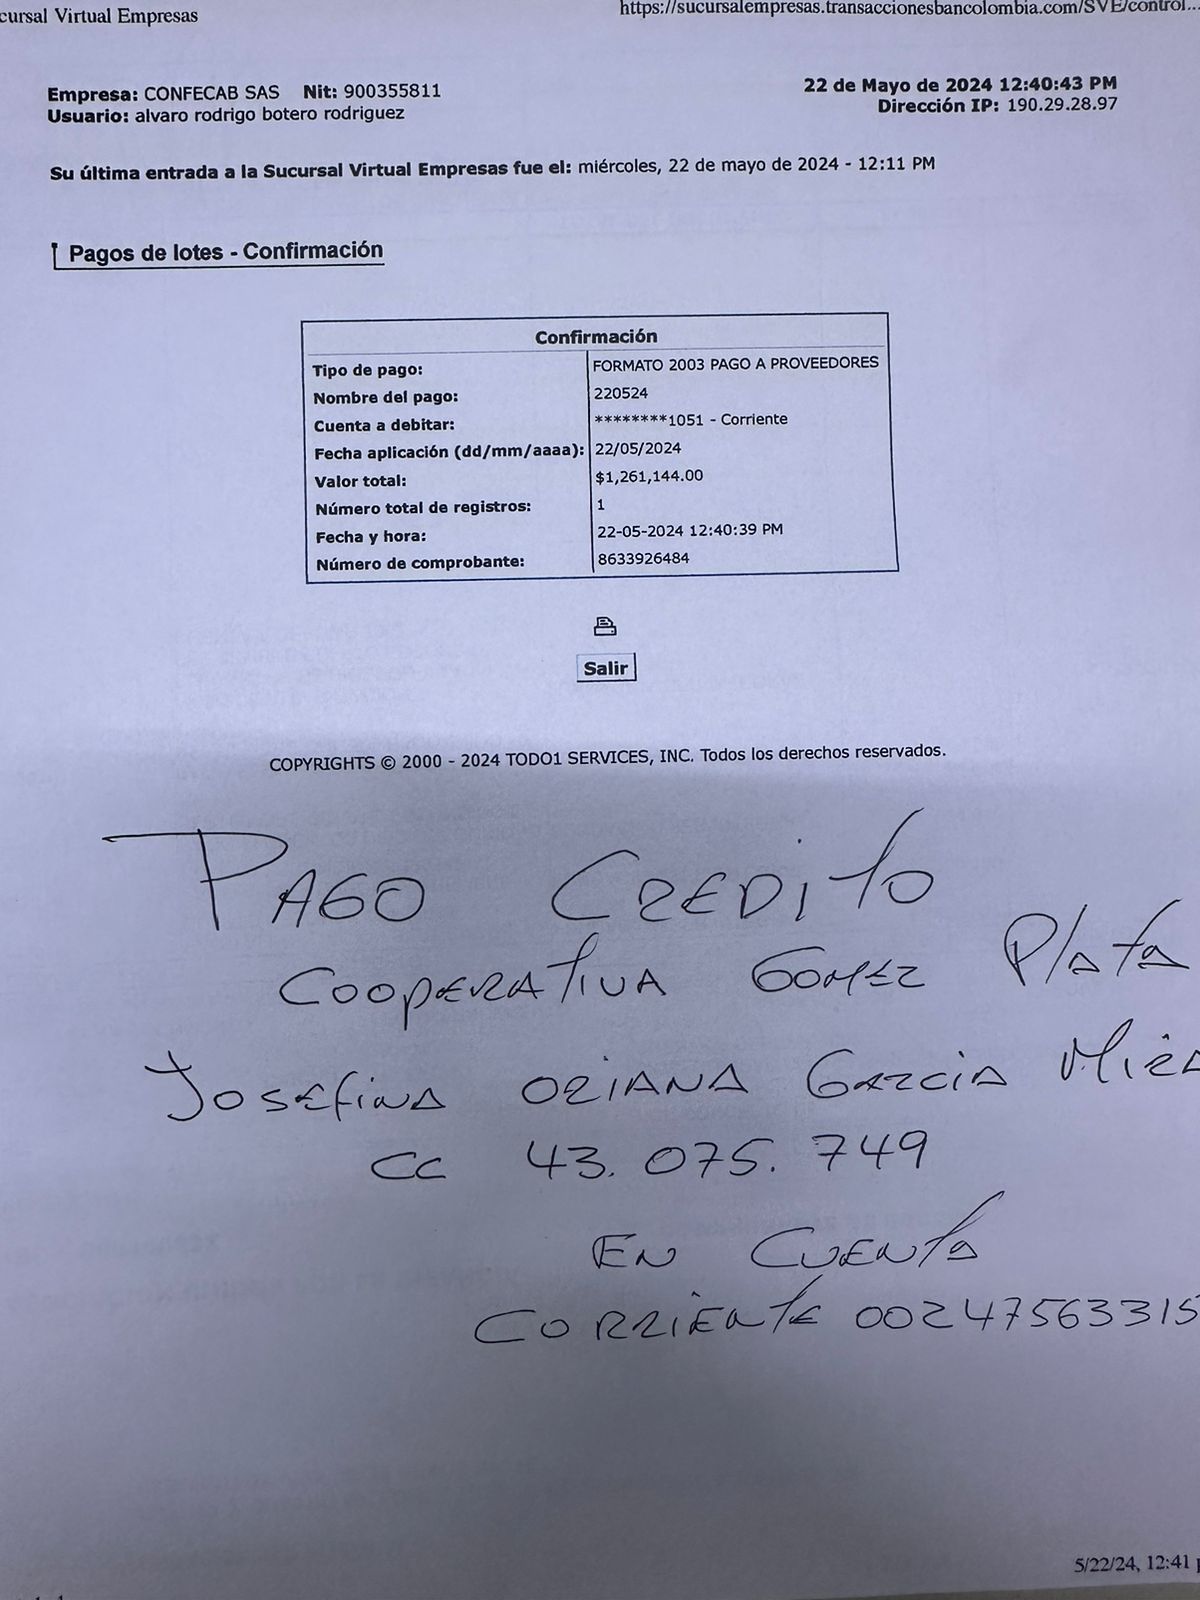 cursal Virtual Empresas
https://sucursalempresas.transaccionesbancolombia.com/SVE/control...
Empresa: CONFECAB SAS Nit: 900355811
Usuario: alvaro rodrigo botero rodriguez
22 de Mayo de 2024 12:40:43 PM
Dirección IP: 190.29.28.97
Su última entrada a la Sucursal Virtual Empresas fue el: miércoles, 22 de mayo de 2024 - 12:11 PM
Pagos de lotes - Confirmación
Confirmación
Tipo de pago: FORMATO 2003 PAGO A PROVEEDORES
Nombre del pago: 220524
Cuenta a debitar: ********1051 - Corriente
Fecha aplicación (dd/mm/aaaa): 22/05/2024
Valor total: $1,261,144.00
Número total de registros: 1
Fecha y hora: 22-05-2024 12:40:39 PM
Número de comprobante: 8633926484
Salir
COPYRIGHTS © 2000 - 2024 TODO1 SERVICES, INC. Todos los derechos reservados.
PAGO CREDITO
COOPERATIVA GOMEZ Plata
JOSEFINA ORIANA GARCIA
CC 43.075.749
EN CUENTA
CORRIENTE 00247563315
5/22/24, 12:41 p